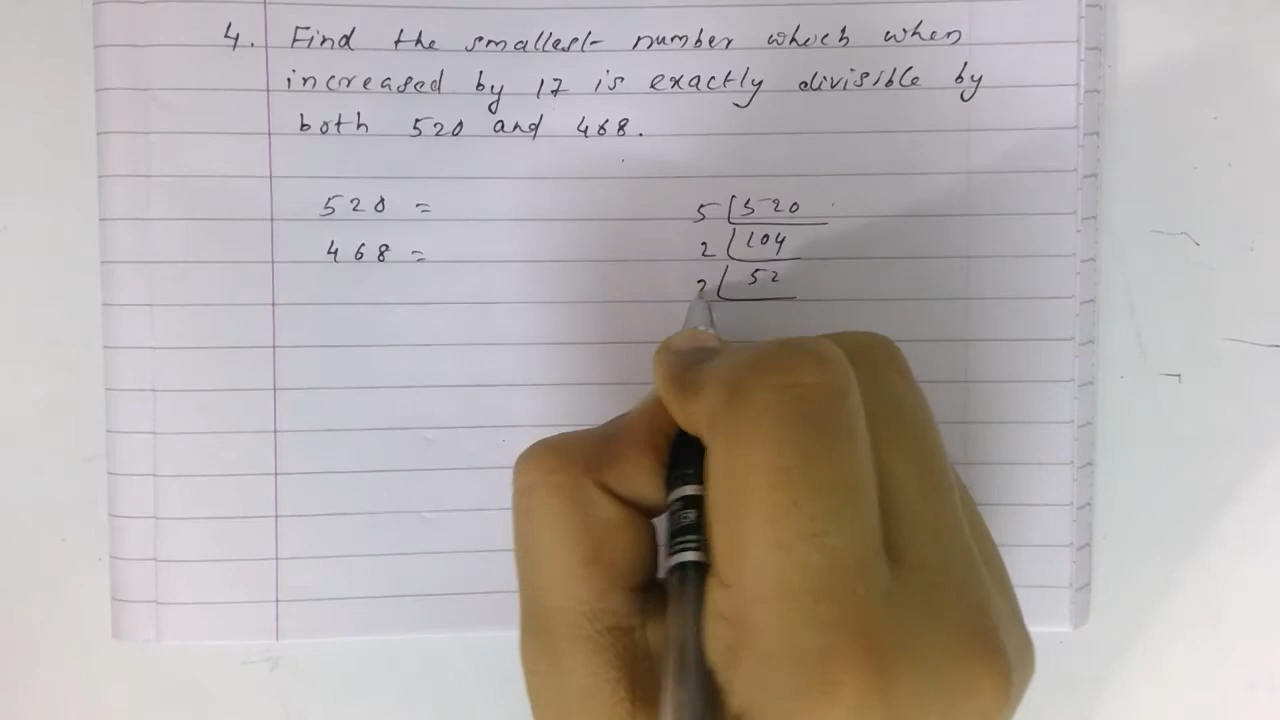 4. Find the smallest number which when
increased by 17 is exactly divisible by
both 520 and 468.
520 =
468 =
5 520
2 104
2 52